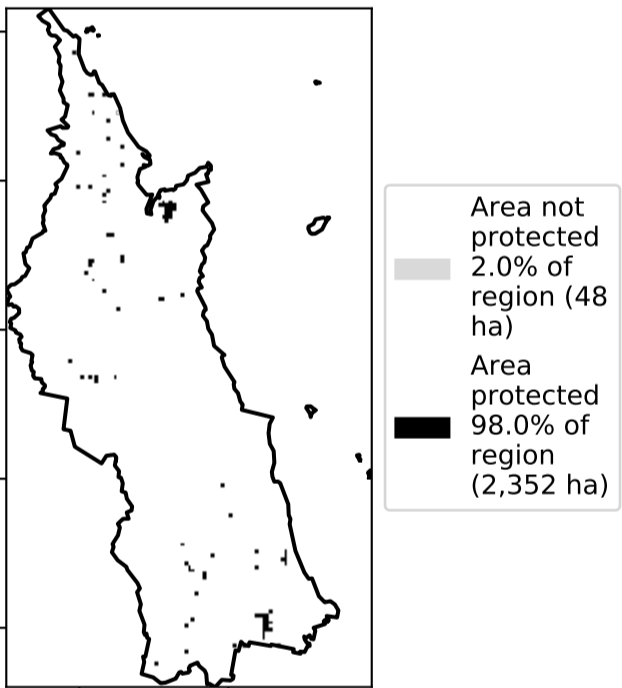 Area not
protected
2.0% of
region (48
ha)
Area
protected
98.0% of
region
(2,352 ha)